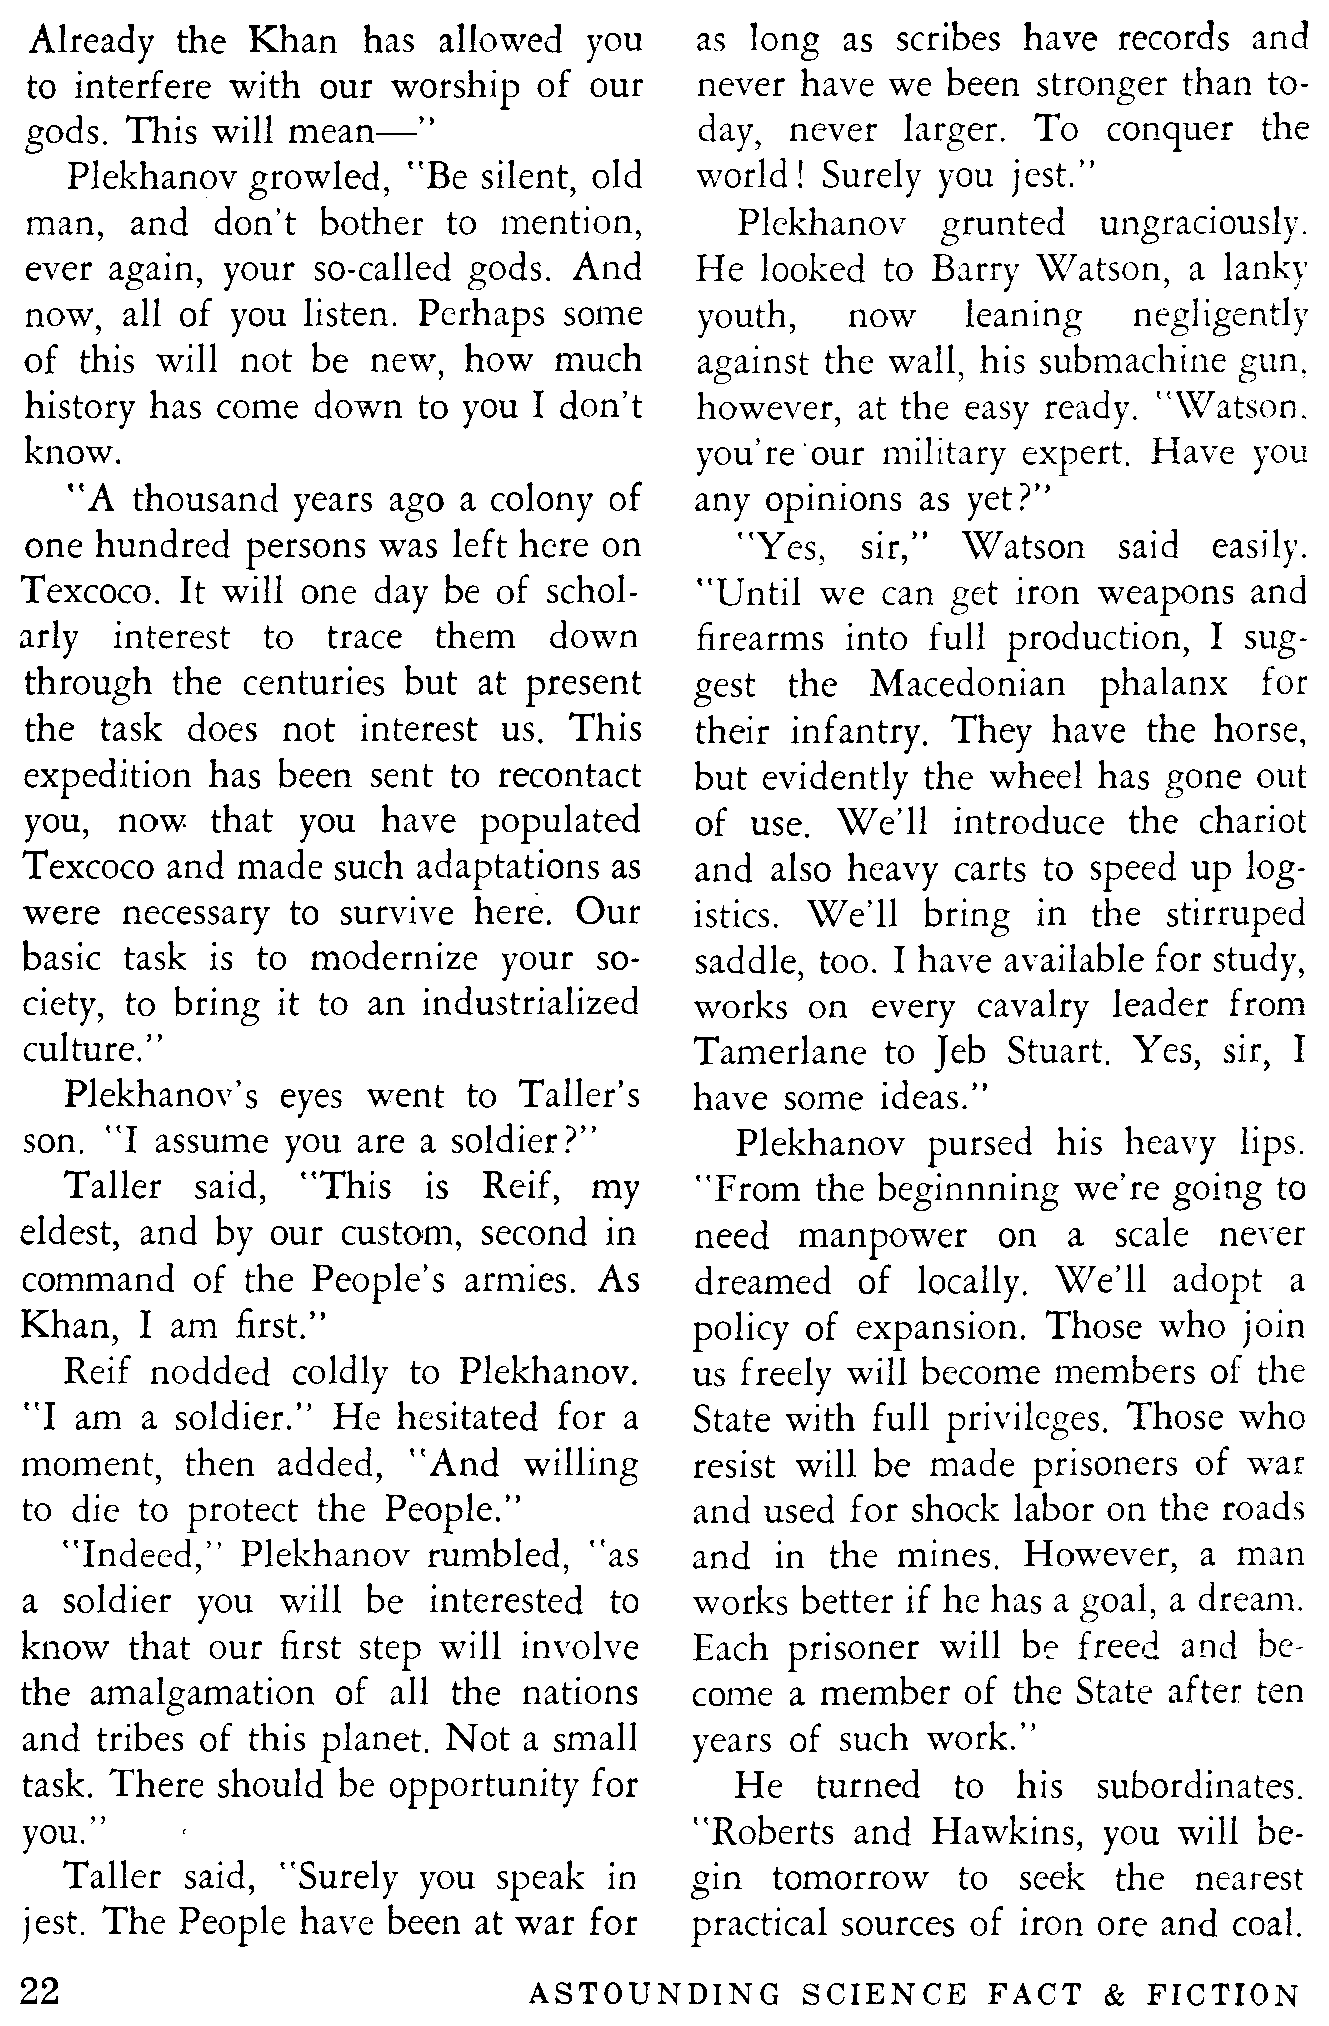 Already the Khan has allowed you
to interfere with our worship of our
gods. This will mean—"
Plekhanov growled, "Be silent, old
man, and don't bother to mention,
ever again, your so-called gods. And
now, all of you listen. Perhaps some
of this will not be new, how much
history has come down to you I don't
know.
"A thousand years ago a colony of
one hundred persons was left here on
Texcoco. It will one day be of schol-
arly interest to trace them down
through the centuries but at present
the task does not interest us. This
expedition has been sent to recontact
you, now that you have populated
Texcoco and made such adaptations as
were necessary to survive here. Our
basic task is to modernize your so-
ciety, to bring it to an industrialized
culture."
Plekhanov's eyes went to Taller's
son. "I assume you are a soldier?"
Taller said, "This is Reif, my
eldest, and by our custom, second in
command of the People's armies. As
Khan, I am first."
Reif nodded coldly to Plekhanov.
"I am a soldier." He hesitated for a
moment, then added, "And willing
to die to protect the People."
"Indeed," Plekhanov rumbled, "as
a soldier you will be interested to
know that our first step will involve
the amalgamation of all the nations
and tribes of this planet. Not a small
task. There should be opportunity for
you."
Taller said, "Surely you speak in
jest. The People have been at war for
as long as scribes have records and
never have we been stronger than to-
day, never larger. To conquer the
world! Surely you jest."
Plekhanov grunted ungraciously.
He looked to Barry Watson, a lanky
youth, now leaning negligently
against the wall, his submachine gun,
however, at the easy ready. "Watson,
you're our military expert. Have you
any opinions as yet?"
"Yes, sir," Watson said easily.
"Until we can get iron weapons and
firearms into full production, I sug-
gest the Macedonian phalanx for
their infantry. They have the horse,
but evidently the wheel has gone out
of use. We'll introduce the chariot
and also heavy carts to speed up log-
istics. We'll bring in the stirruped
saddle, too. I have available for study,
works on every cavalry leader from
Tamerlane to Jeb Stuart. Yes, sir, I
have some ideas."
Plekhanov pursed his heavy lips.
"From the beginnning we're going to
need manpower on a scale never
dreamed of locally. We'll adopt a
policy of expansion. Those who join
us freely will become members of the
State with full privileges. Those who
resist will be made prisoners of war
and used for shock labor on the roads
and in the mines. However, a man
works better if he has a goal, a dream.
Each prisoner will be freed and be-
come a member of the State after ten
years of such work."
He turned to his subordinates.
"Roberts and Hawkins, you will be-
gin tomorrow to seek the nearest
practical sources of iron ore and coal.
22
ASTOUNDING SCIENCE FACT & FICTION